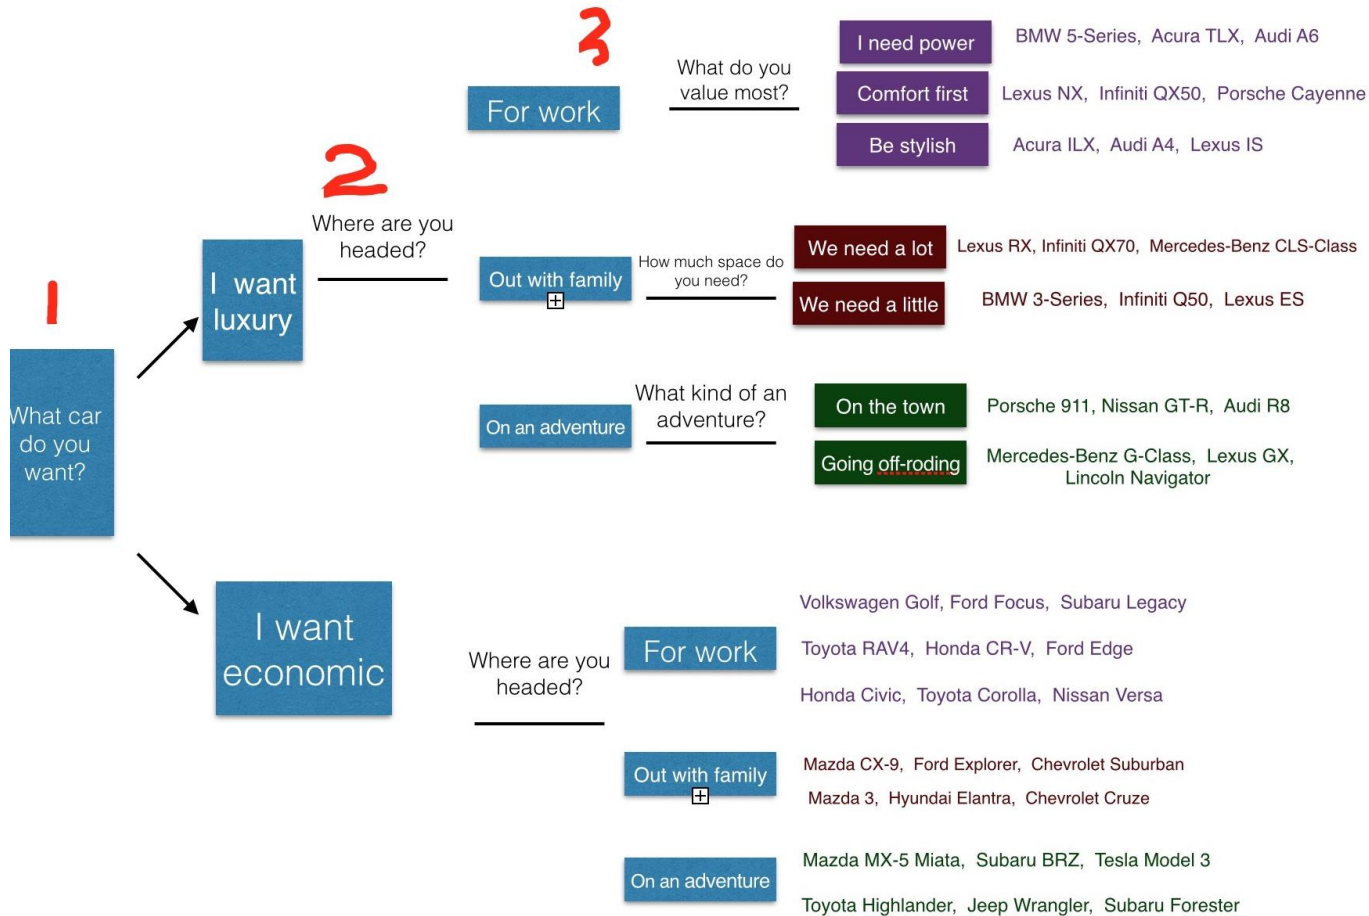 1
What car
do you
want?
I want
luxury
2
Where are you
headed?
3
For work
What do you
value most?
I need power
BMW 5-Series, Acura TLX, Audi A6
Comfort first
Lexus NX, Infiniti QX50, Porsche Cayenne
Be stylish
Acura ILX, Audi A4, Lexus IS
Out with family
How much space do
you need?
We need a lot
Lexus RX, Infiniti QX70, Mercedes-Benz CLS-Class
We need a little
BMW 3-Series, Infiniti Q50, Lexus ES
On an adventure
What kind of an
adventure?
On the town
Porsche 911, Nissan GT-R, Audi R8
Going off-roding
Mercedes-Benz G-Class, Lexus GX,
Lincoln Navigator
I want
economic
Where are you
headed?
For work
Volkswagen Golf, Ford Focus, Subaru Legacy
Toyota RAV4, Honda CR-V, Ford Edge
Honda Civic, Toyota Corolla, Nissan Versa
Out with family
Mazda CX-9, Ford Explorer, Chevrolet Suburban
Mazda 3, Hyundai Elantra, Chevrolet Cruze
On an adventure
Mazda MX-5 Miata, Subaru BRZ, Tesla Model 3
Toyota Highlander, Jeep Wrangler, Subaru Forester